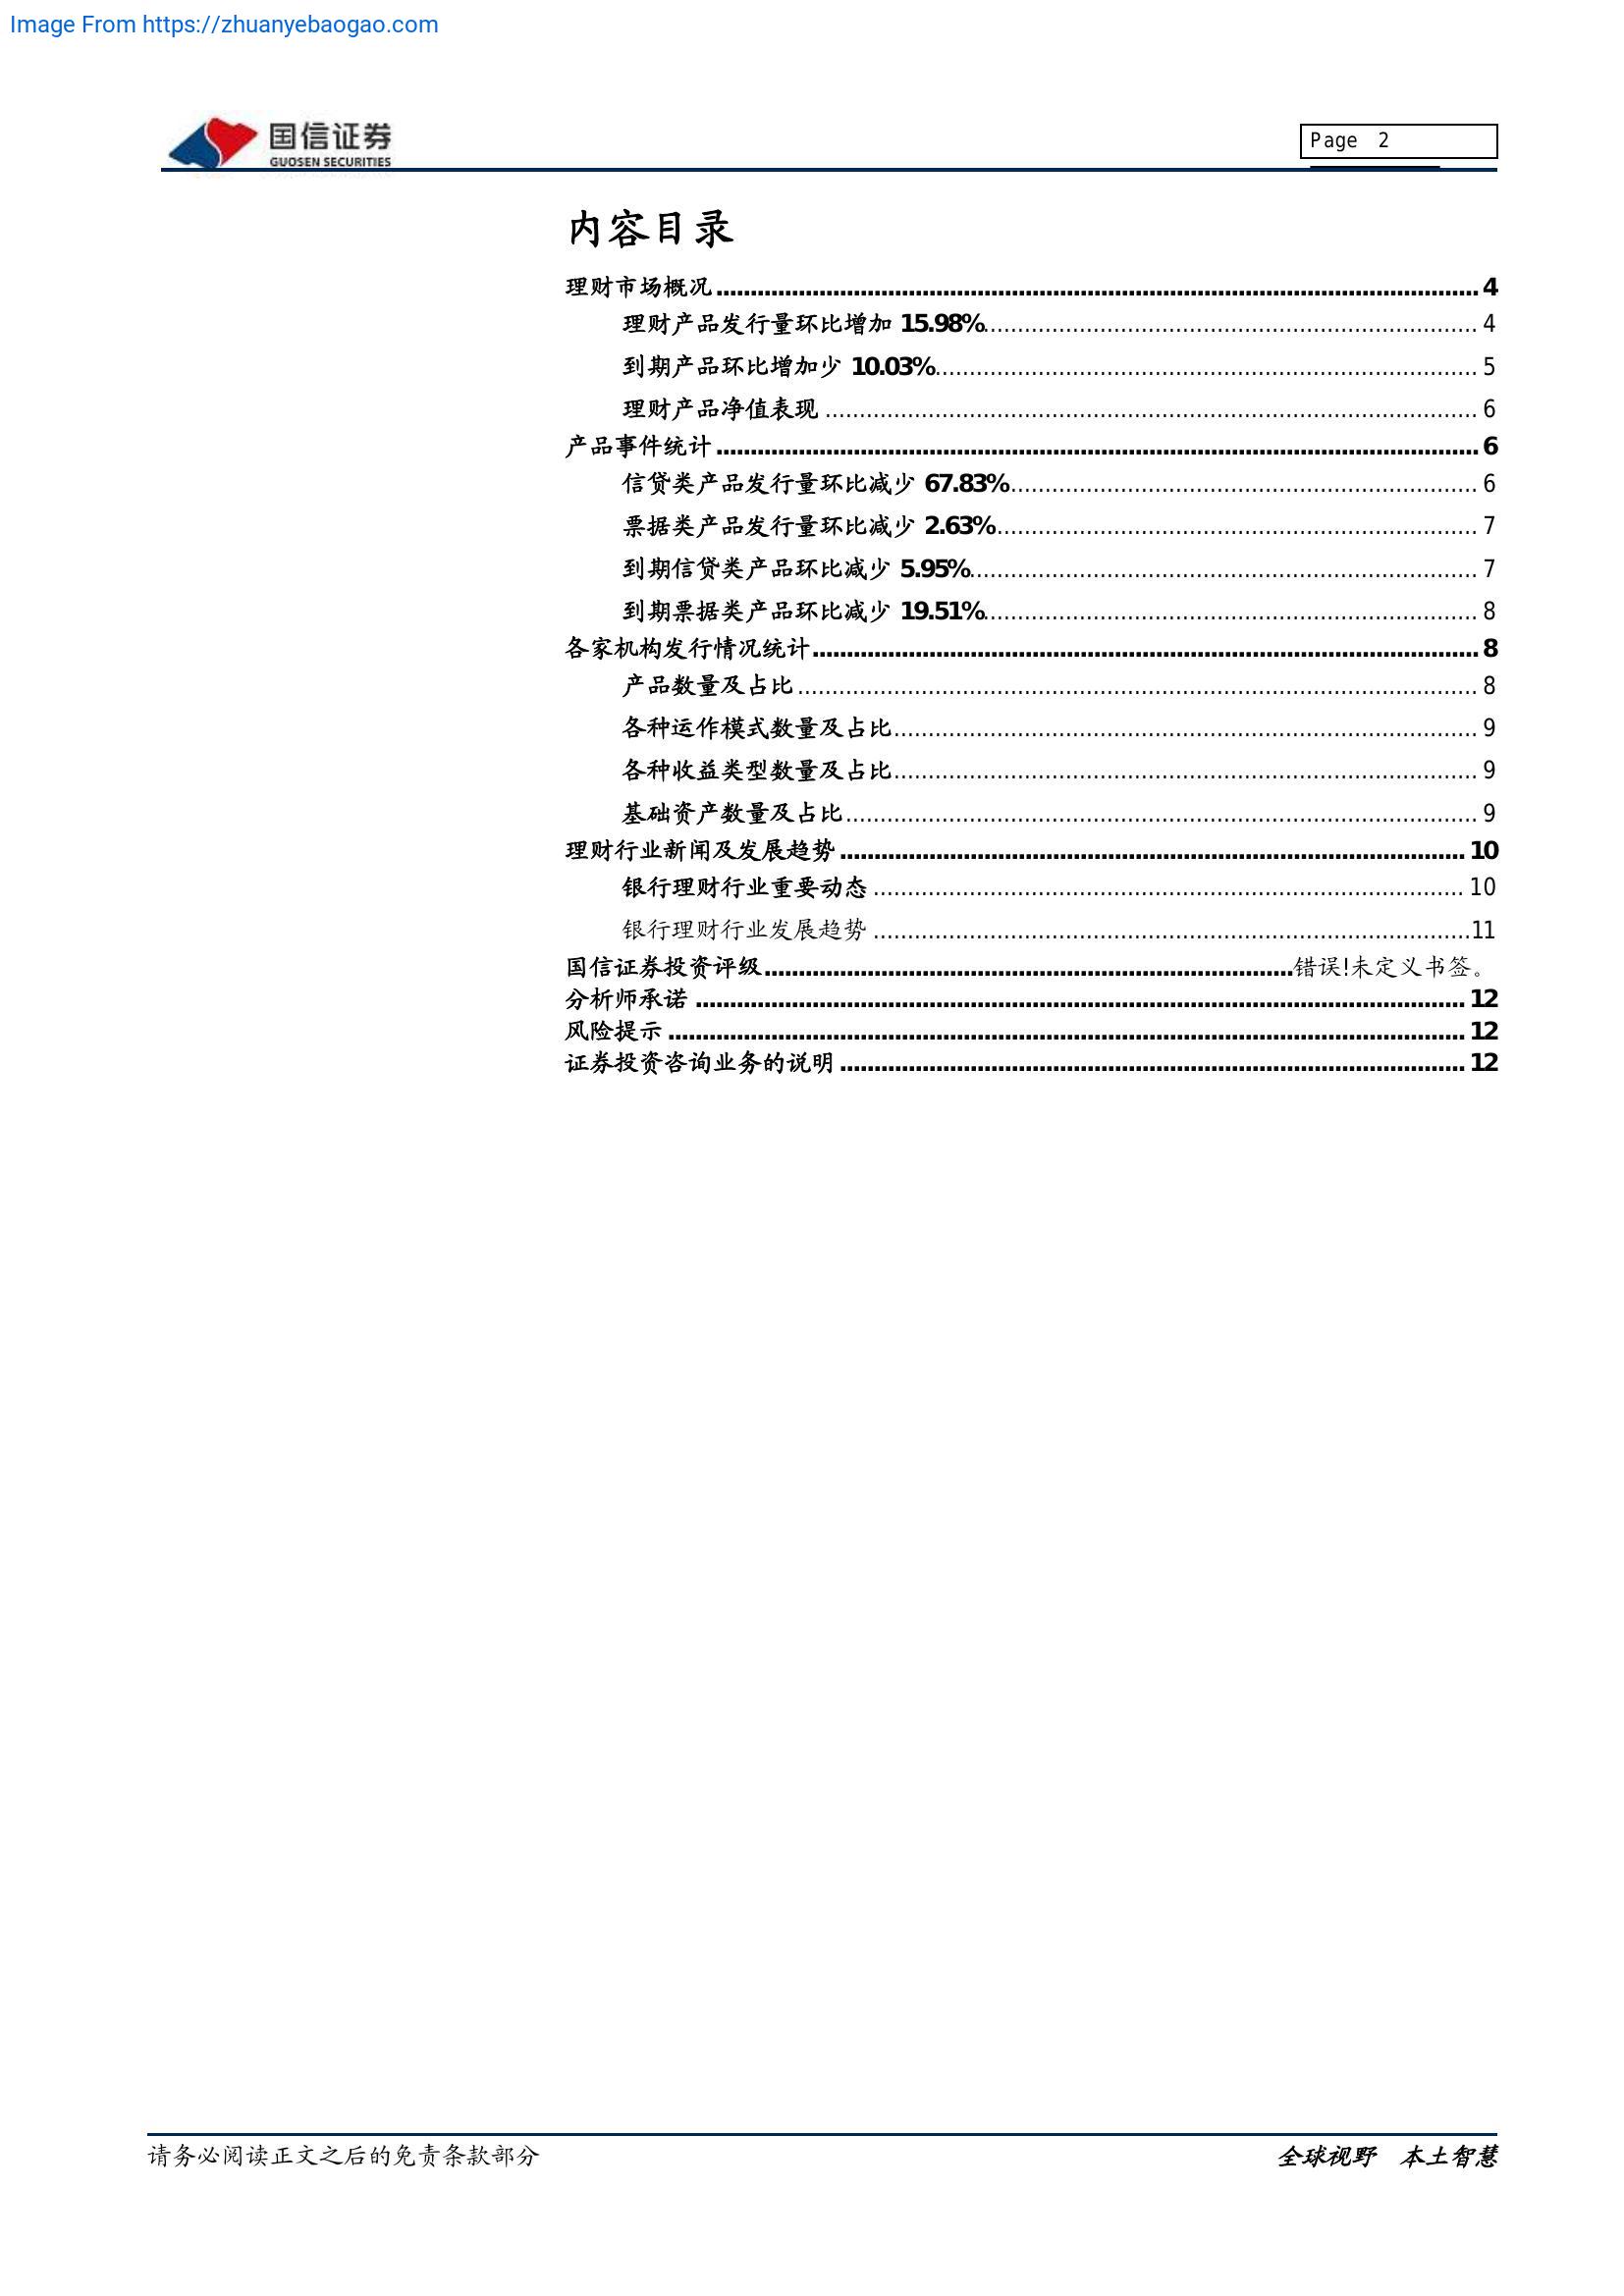 Image From https://zhuanyebaogao.com
国信证券
GUOSEN SECURITIES
Page 2
内容目录
理财市场概况 4
理财产品发行量环比增加 15.98% 4
到期产品环比增加少 10.03% 5
理财产品净值表现 6
产品事件统计 6
信贷类产品发行量环比减少 67.83% 6
票据类产品发行量环比减少 2.63% 7
到期信贷类产品环比减少 5.95% 7
到期票据类产品环比减少 19.51% 8
各家机构发行情况统计 8
产品数量及占比 8
各种运作模式数量及占比 9
各种收益类型数量及占比 9
基础资产数量及占比 9
理财行业新闻及发展趋势 10
银行理财行业重要动态 10
银行理财行业发展趋势 11
国信证券投资评级 错误!未定义书签。
分析师承诺 12
风险提示 12
证券投资咨询业务的说明 12
请务必阅读正文之后的免责条款部分
全球视野 本土智慧